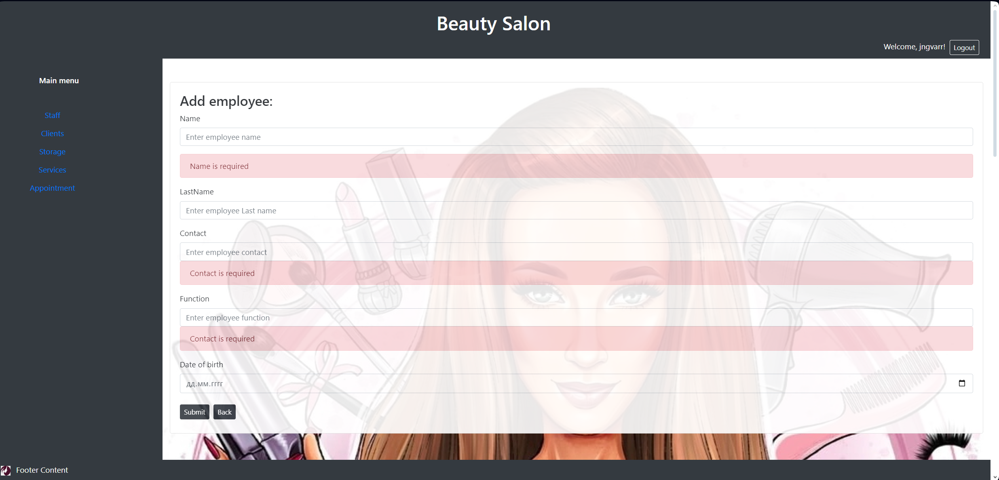 Beauty Salon
Welcome, jngvarr! Logout
Main menu
Staff
Clients
Storage
Services
Appointment
Add employee:
Name
Enter employee name
Name is required
LastName
Enter employee Last name
Contact
Enter employee contact
Contact is required
Function
Enter employee function
Contact is required
Date of birth
дд.мм.гггг
Submit Back
Footer Content